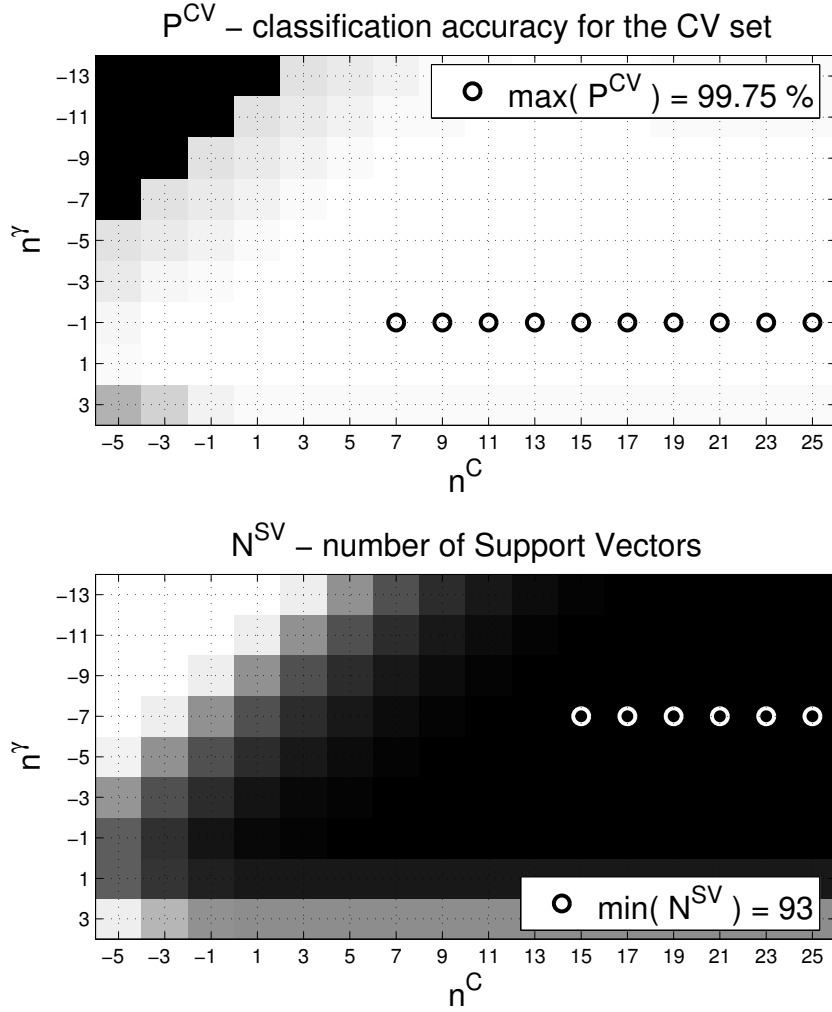 P^CV – classification accuracy for the CV set
max( P^CV ) = 99.75 %
−13
−11
−9
−7
−5
−3
−1
1
3
n^γ
−5 −3 −1 1 3 5 7 9 11 13 15 17 19 21 23 25
n^C
N^SV – number of Support Vectors
−13
−11
−9
−7
−5
−3
−1
1
3
n^γ
min( N^SV ) = 93
−5 −3 −1 1 3 5 7 9 11 13 15 17 19 21 23 25
n^C